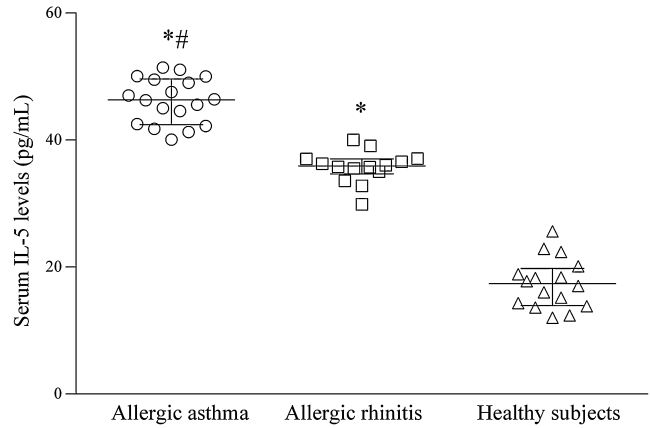 60
*#
*
40
20
0
Serum IL-5 levels (pg/mL)
Allergic asthma
Allergic rhinitis
Healthy subjects